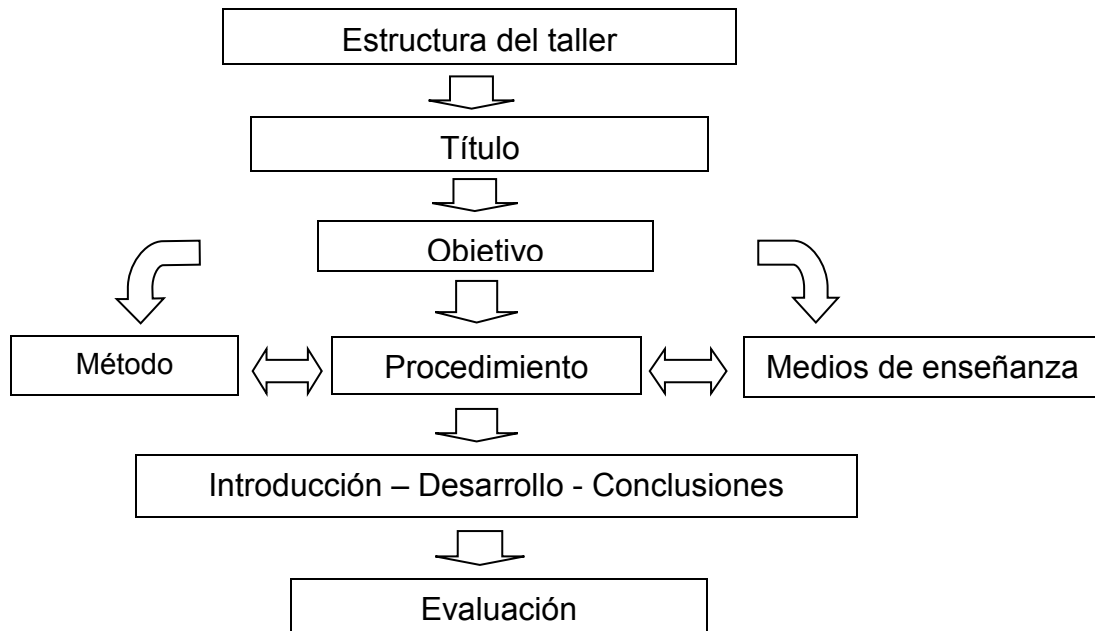 Estructura del taller
Título
Objetivo
Método
Procedimiento
Medios de enseñanza
Introducción – Desarrollo - Conclusiones
Evaluación